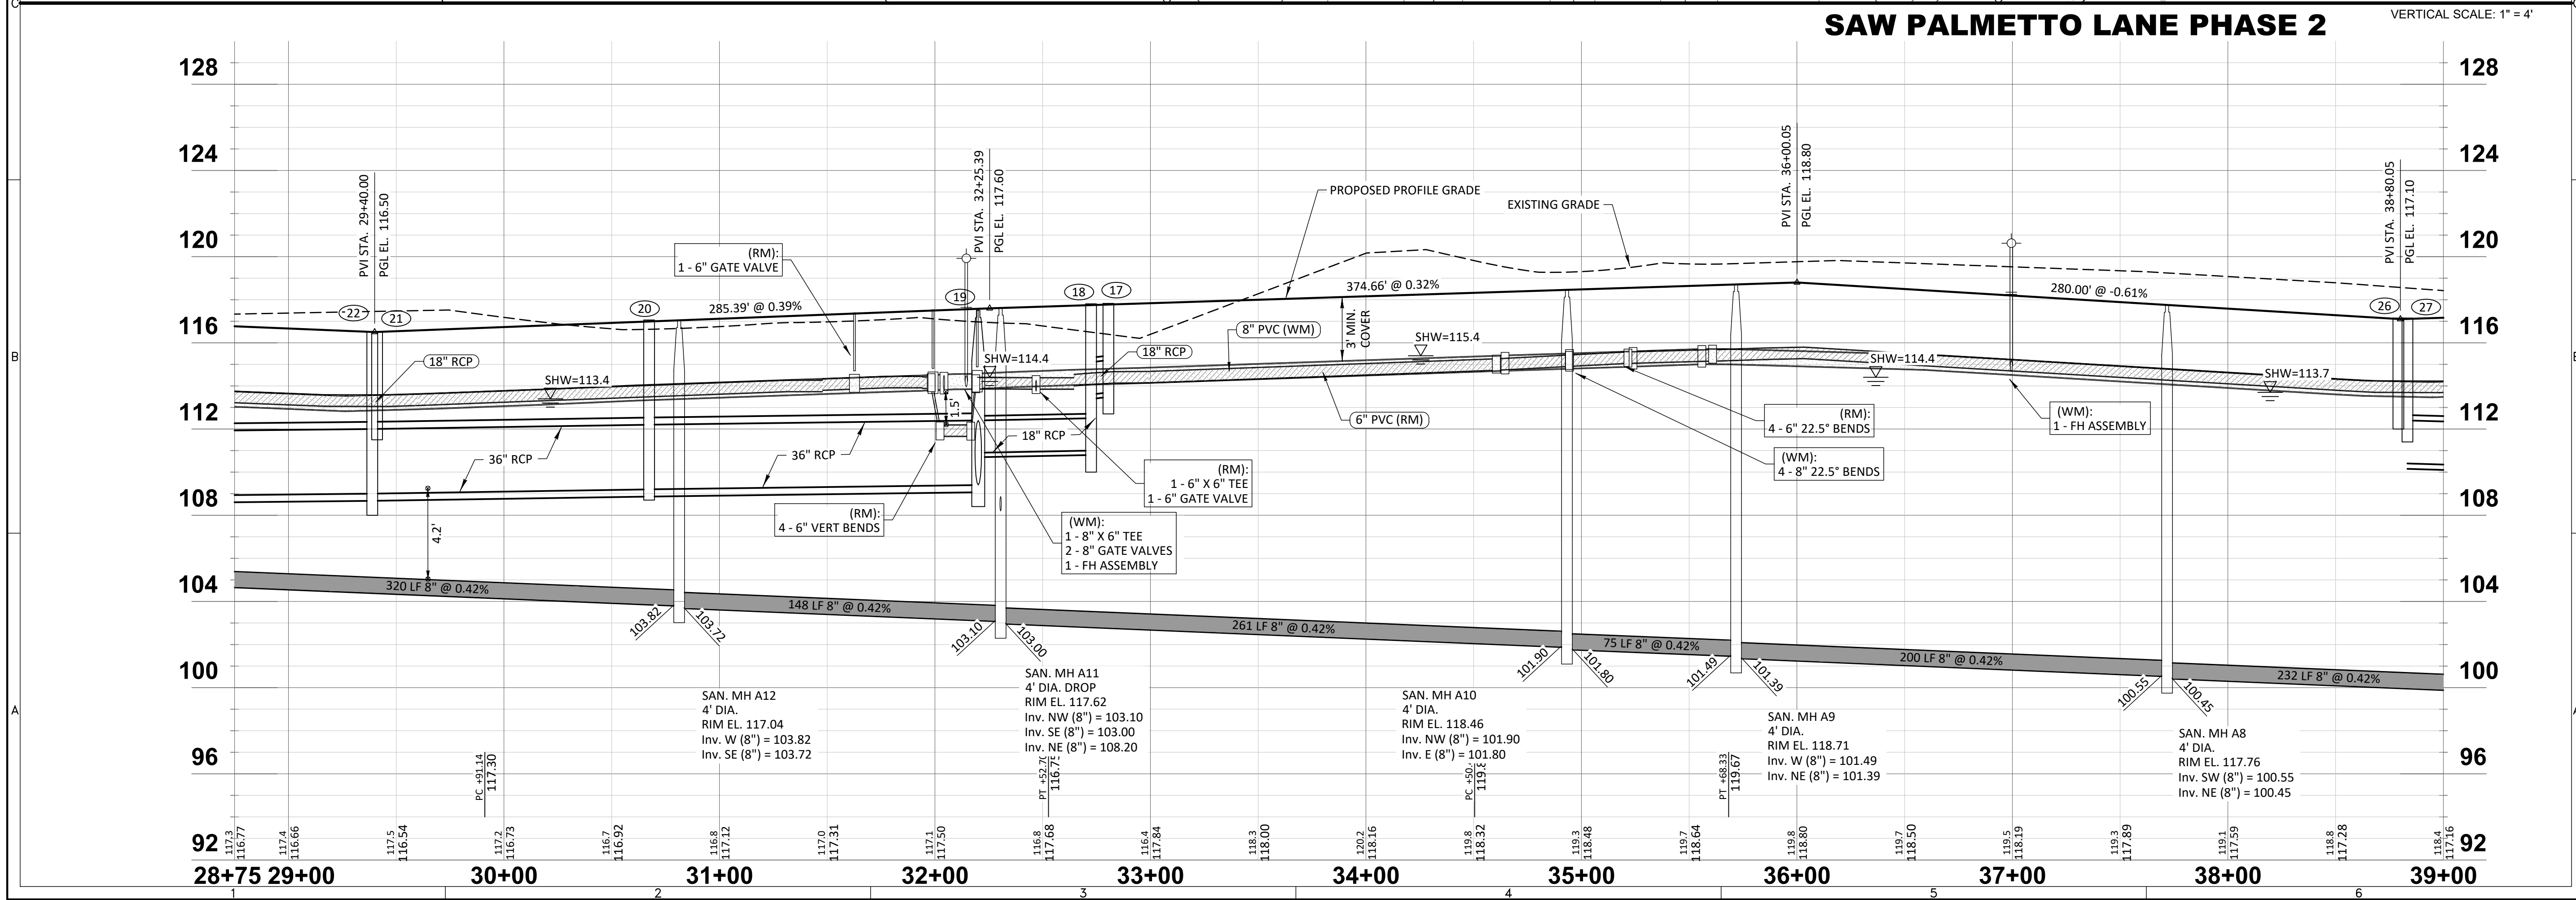 SAW PALMETTO LANE PHASE 2
VERTICAL SCALE: 1" = 4'
C
B
A
128
124
120
116
112
108
104
100
96
92
128
124
120
116
112
108
104
100
96
92
PVI STA. 29+40.00
PGL EL. 116.50
PVI STA. 32+25.39
PGL EL. 117.60
PVI STA. 36+00.05
PGL EL. 118.80
PVI STA. 38+80.05
PGL EL. 117.10
PROPOSED PROFILE GRADE
EXISTING GRADE
(RM):
1 - 6" GATE VALVE
22
21
20
19
18
17
26
27
285.39' @ 0.39%
374.66' @ 0.32%
280.00' @ -0.61%
18" RCP
SHW=113.4
SHW=114.4
18" RCP
8" PVC (WM)
3' MIN.
COVER
SHW=115.4
SHW=114.4
SHW=113.7
6" PVC (RM)
1.5'
36" RCP
36" RCP
18" RCP
4.2'
(RM):
4 - 6" VERT BENDS
(RM):
1 - 6" X 6" TEE
1 - 6" GATE VALVE
(WM):
1 - 8" X 6" TEE
2 - 8" GATE VALVES
1 - FH ASSEMBLY
(RM):
4 - 6" 22.5° BENDS
(WM):
4 - 8" 22.5° BENDS
(WM):
1 - FH ASSEMBLY
320 LF 8" @ 0.42%
148 LF 8" @ 0.42%
261 LF 8" @ 0.42%
75 LF 8" @ 0.42%
200 LF 8" @ 0.42%
232 LF 8" @ 0.42%
103.82
103.72
103.10
103.00
101.90
101.80
101.49
101.39
100.55
100.45
SAN. MH A12
4' DIA.
RIM EL. 117.04
Inv. W (8") = 103.82
Inv. SE (8") = 103.72
SAN. MH A11
4' DIA. DROP
RIM EL. 117.62
Inv. NW (8") = 103.10
Inv. SE (8") = 103.00
Inv. NE (8") = 108.20
SAN. MH A10
4' DIA.
RIM EL. 118.46
Inv. NW (8") = 101.90
Inv. E (8") = 101.80
SAN. MH A9
4' DIA.
RIM EL. 118.71
Inv. W (8") = 101.49
Inv. NE (8") = 101.39
SAN. MH A8
4' DIA.
RIM EL. 117.76
Inv. SW (8") = 100.55
Inv. NE (8") = 100.45
PC +91.14
117.30
PT +52.70
116.75
PC +50.
119.8
PT +68.33
119.67
117.3
116.77
117.4
116.66
117.5
116.54
117.2
116.73
116.7
116.92
116.8
117.12
117.0
117.31
117.1
117.50
116.8
117.68
116.4
117.84
118.3
118.00
120.2
118.16
119.8
118.32
119.3
118.48
119.7
118.64
119.8
118.80
119.7
118.50
119.5
118.19
119.3
117.89
119.1
117.59
118.8
117.28
118.4
117.16
28+75 29+00 30+00 31+00 32+00 33+00 34+00 35+00 36+00 37+00 38+00 39+00
1 2 3 4 5 6